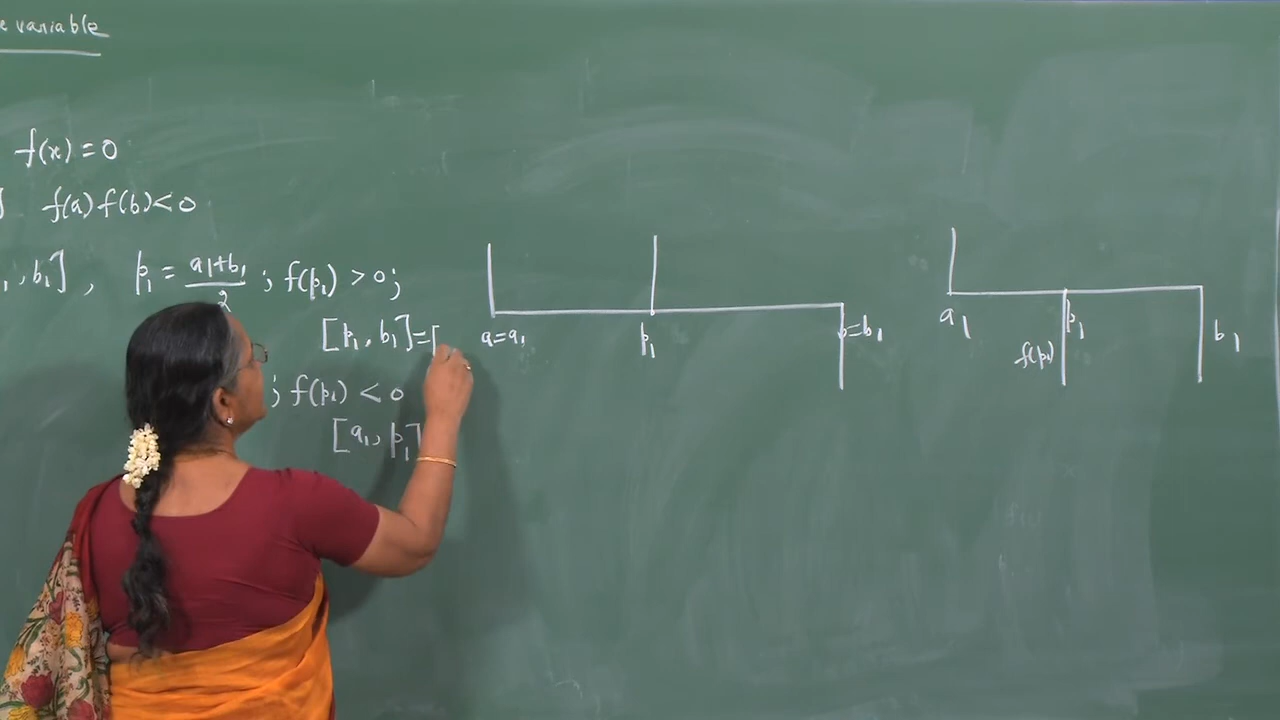 e variable
f(x) = 0
] f(a) f(b) < 0
₁, b₁], p₁ = a₁+b₁/2 ; f(p₁) > 0;
[p₁, b₁] = [
; f(p₁) < 0
[a₁, p₁]
a=a₁ p₁ b=b₁
a₁ p₁ b₁
f(p₁)